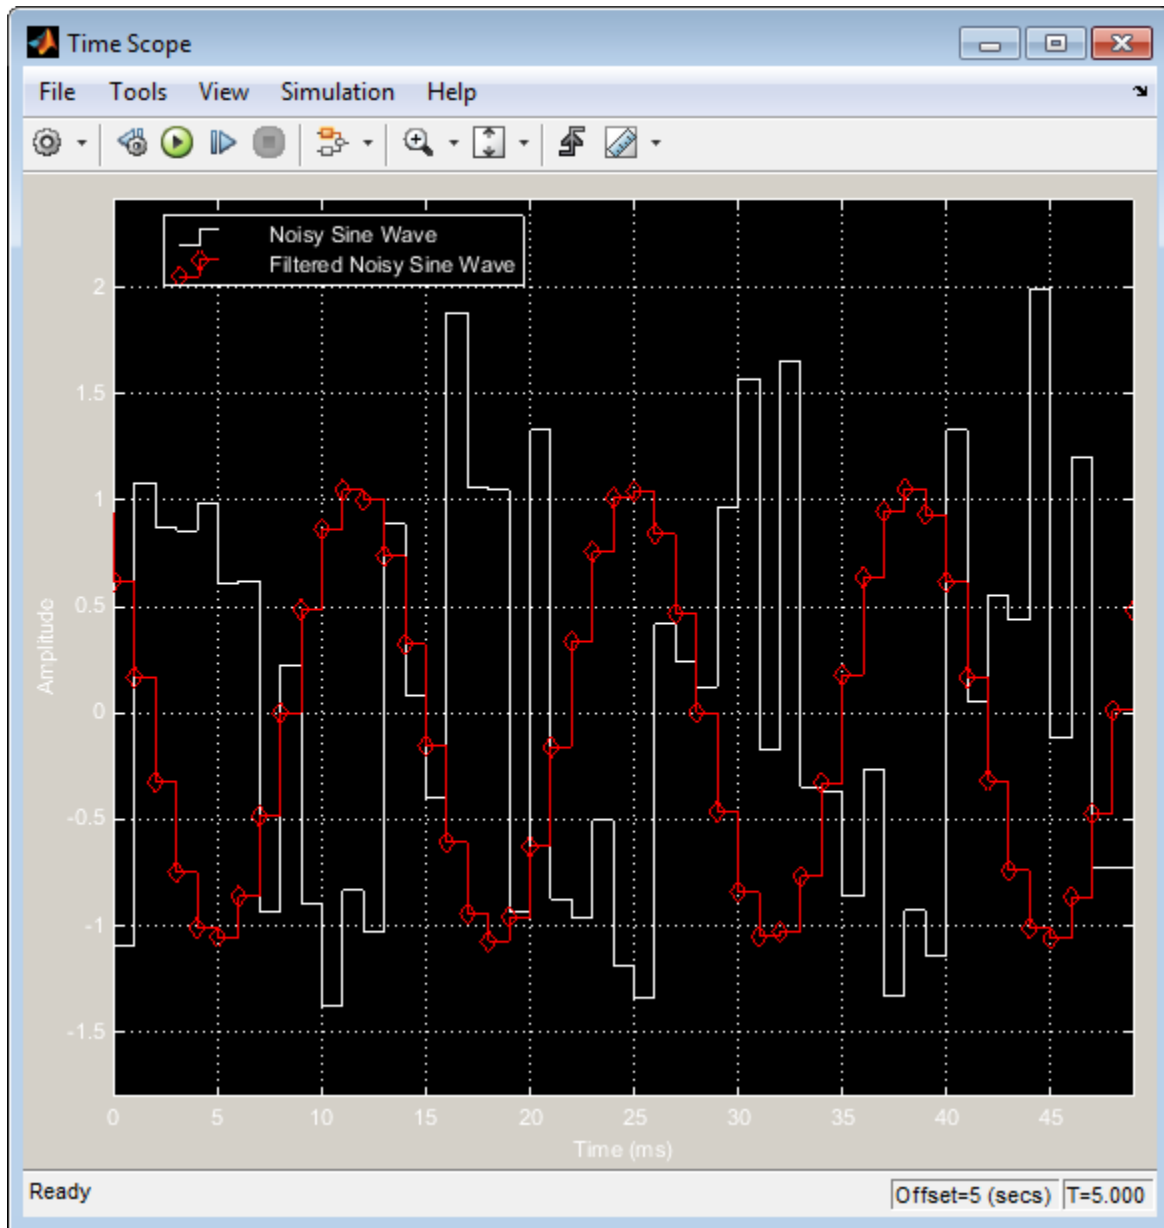 Time Scope
File Tools View Simulation Help
Noisy Sine Wave
Filtered Noisy Sine Wave
2
1.5
1
0.5
0
-0.5
-1
-1.5
Amplitude
0 5 10 15 20 25 30 35 40 45
Time (ms)
Ready Offset=5 (secs) T=5.000